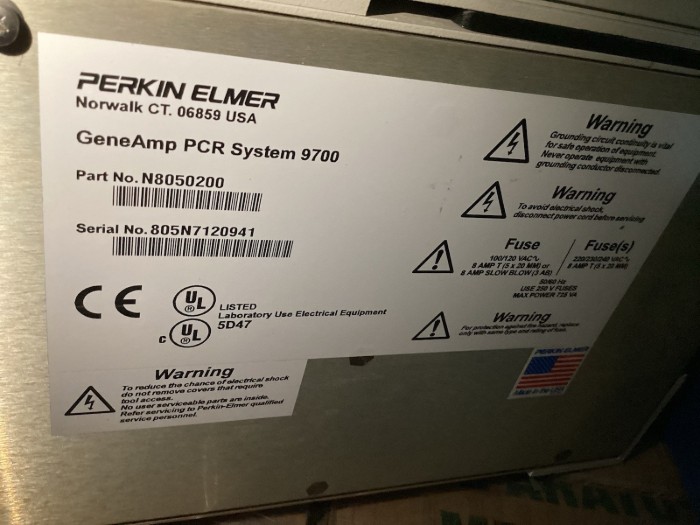 PERKIN ELMER
Norwalk CT. 06859 USA
GeneAmp PCR System 9700
Part No. N8050200
Serial No. 805N7120941
CE
UL
LISTED
Laboratory Use Electrical Equipment
5D47
C UL
Warning
To reduce the chance of electrical shock
do not remove covers that require
tool access.
No user serviceable parts are inside.
Refer servicing to Perkin-Elmer qualified
service personnel.
Warning
Grounding circuit continuity is vital
for safe operation of equipment.
Never operate equipment with
grounding conductor disconnected.
Warning
To avoid electrical shock,
disconnect power cord before servicing
Fuse
100/120 VAC~
8 AMP T (5 x 20 MM) or
8 AMP SLOW BLOW (3 AB)
Fuse(s)
220/230/240 VAC~
8 AMP T (5 x 20 MM)
50/60 Hz
USE 250 V FUSES
MAX POWER 725 VA
Warning
For protection against fire hazard, replace
only with same type and rating of fuse.
PERKIN ELMER
Made in the USA